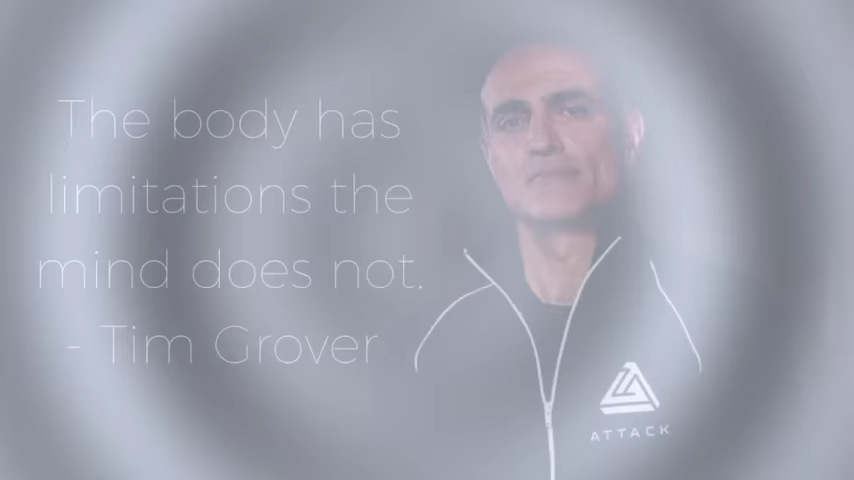 The body has
limitations the
mind does not.
- Tim Grover
ATTACK